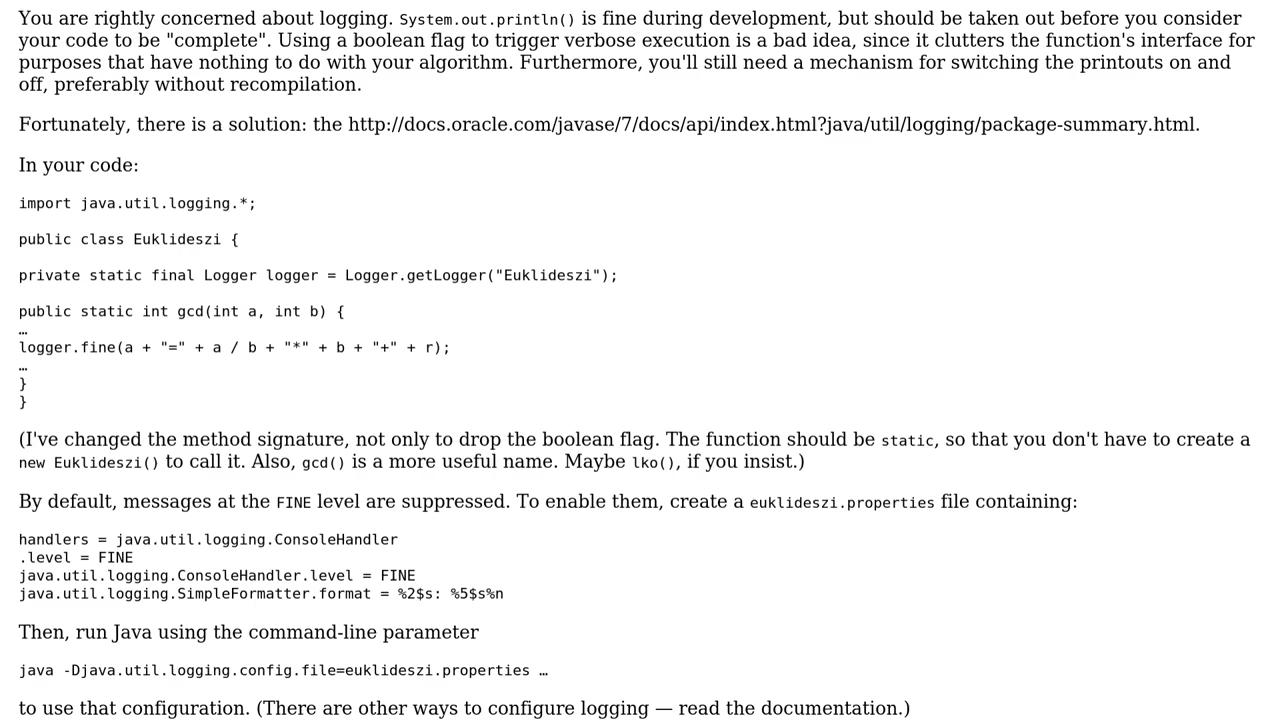 You are rightly concerned about logging. System.out.println() is fine during development, but should be taken out before you consider
your code to be "complete". Using a boolean flag to trigger verbose execution is a bad idea, since it clutters the function's interface for
purposes that have nothing to do with your algorithm. Furthermore, you'll still need a mechanism for switching the printouts on and
off, preferably without recompilation.
Fortunately, there is a solution: the http://docs.oracle.com/javase/7/docs/api/index.html?java/util/logging/package-summary.html.
In your code:
import java.util.logging.*;
public class Euklideszi {
private static final Logger logger = Logger.getLogger("Euklideszi");
public static int gcd(int a, int b) {
…
logger.fine(a + "=" + a / b + "*" + b + "+" + r);
…
}
}
(I've changed the method signature, not only to drop the boolean flag. The function should be static, so that you don't have to create a
new Euklideszi() to call it. Also, gcd() is a more useful name. Maybe lko(), if you insist.)
By default, messages at the FINE level are suppressed. To enable them, create a euklideszi.properties file containing:
handlers = java.util.logging.ConsoleHandler
.level = FINE
java.util.logging.ConsoleHandler.level = FINE
java.util.logging.SimpleFormatter.format = %2$s: %5$s%n
Then, run Java using the command-line parameter
java -Djava.util.logging.config.file=euklideszi.properties …
to use that configuration. (There are other ways to configure logging — read the documentation.)